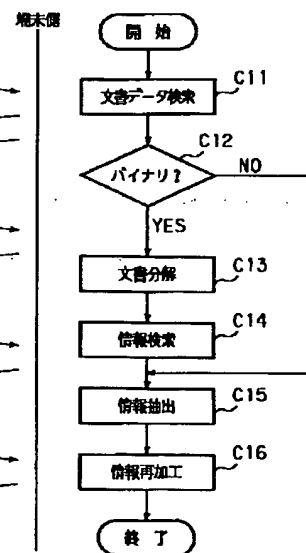 端末側
開 始
文書データ検索
C11
C12
バイナリ?
NO
YES
文書分解
C13
情報検索
C14
情報抽出
C15
情報再加工
C16
終 了